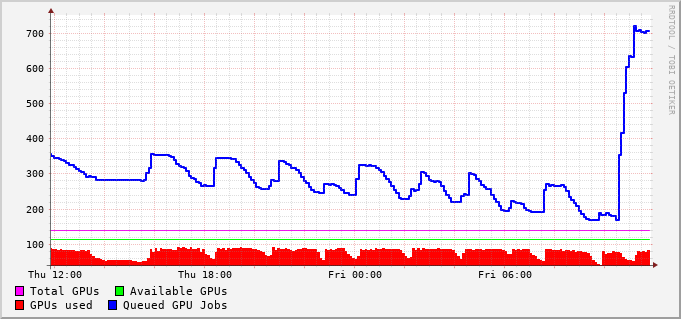 700
600
500
400
300
200
100
Thu 12:00 Thu 18:00 Fri 00:00 Fri 06:00
Total GPUs Available GPUs
GPUs used Queued GPU Jobs
RRDTOOL / TOBI OETIKER